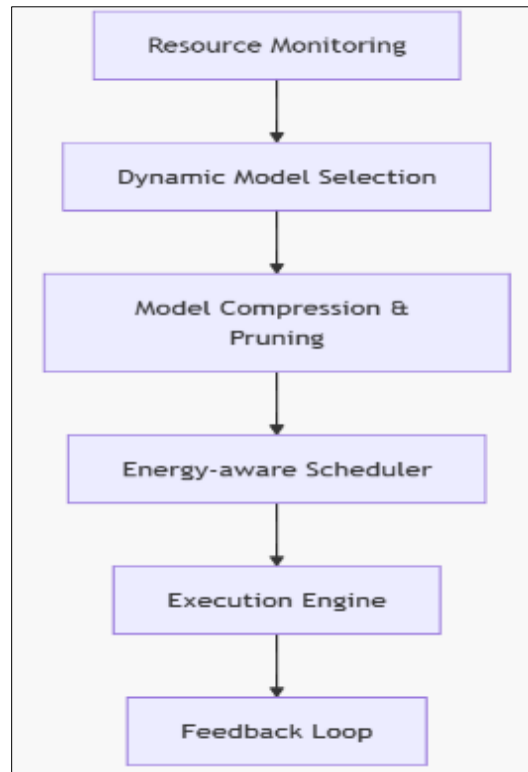 Resource Monitoring
Dynamic Model Selection
Model Compression &
Pruning
Energy-aware Scheduler
Execution Engine
Feedback Loop